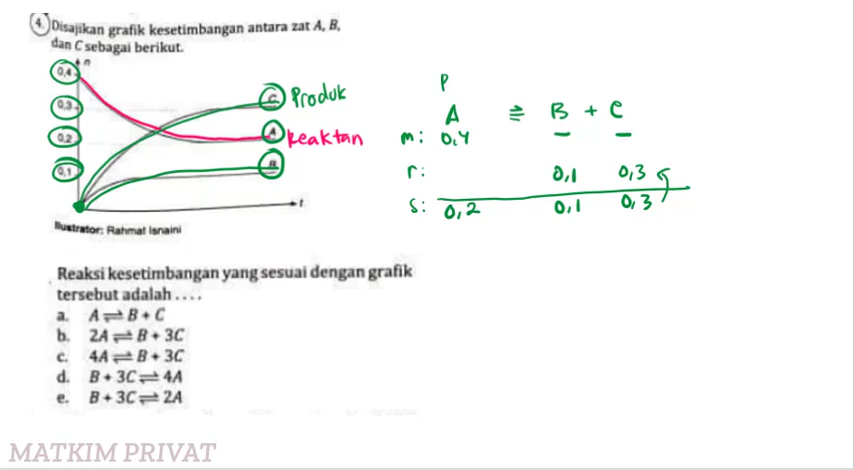 4. Disajikan grafik kesetimbangan antara zat A, B,
dan C sebagai berikut.
n
0,4
0,3
0,2
0,1
C Produk
A Reaktan
B
t
Ilustrator: Rahmat Isnaini
P
A ⇌ B + C
m: 0,4 – –
r: 0,1 0,3
s: 0,2 0,1 0,3
Reaksi kesetimbangan yang sesuai dengan grafik
tersebut adalah . . . .
a. A ⇌ B + C
b. 2A ⇌ B + 3C
c. 4A ⇌ B + 3C
d. B + 3C ⇌ 4A
e. B + 3C ⇌ 2A
MATKIM PRIVAT